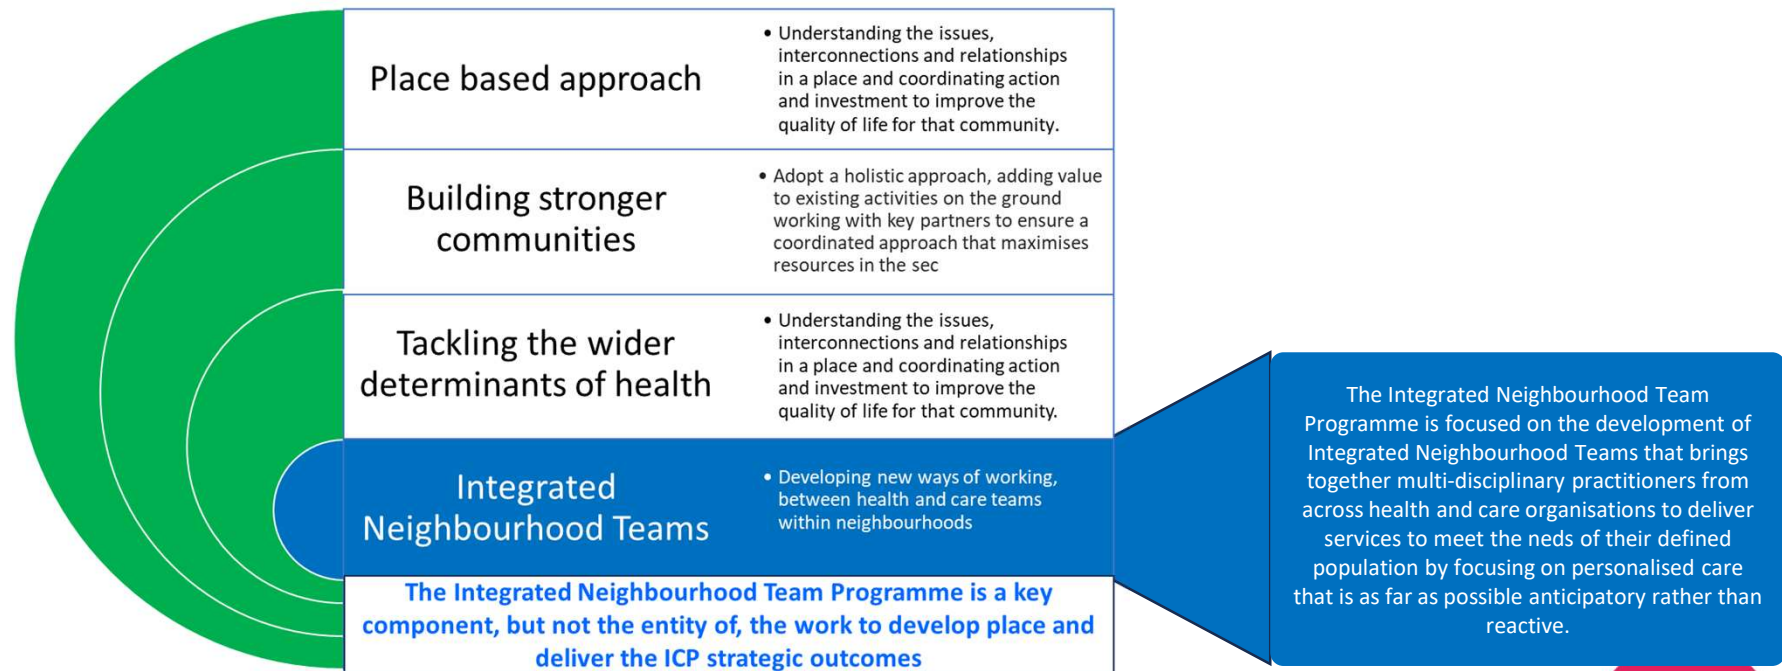 Place based approach
• Understanding the issues,
interconnections and relationships
in a place and coordinating action
and investment to improve the
quality of life for that community.
Building stronger
communities
• Adopt a holistic approach, adding value
to existing activities on the ground
working with key partners to ensure a
coordinated approach that maximises
resources in the sec
Tackling the wider
determinants of health
• Understanding the issues,
interconnections and relationships
in a place and coordinating action
and investment to improve the
quality of life for that community.
Integrated
Neighbourhood Teams
• Developing new ways of working,
between health and care teams
within neighbourhoods
The Integrated Neighbourhood Team Programme is a key
component, but not the entity of, the work to develop place and
deliver the ICP strategic outcomes
The Integrated Neighbourhood Team
Programme is focused on the development of
Integrated Neighbourhood Teams that brings
together multi-disciplinary practitioners from
across health and care organisations to deliver
services to meet the neds of their defined
population by focusing on personalised care
that is as far as possible anticipatory rather than
reactive.